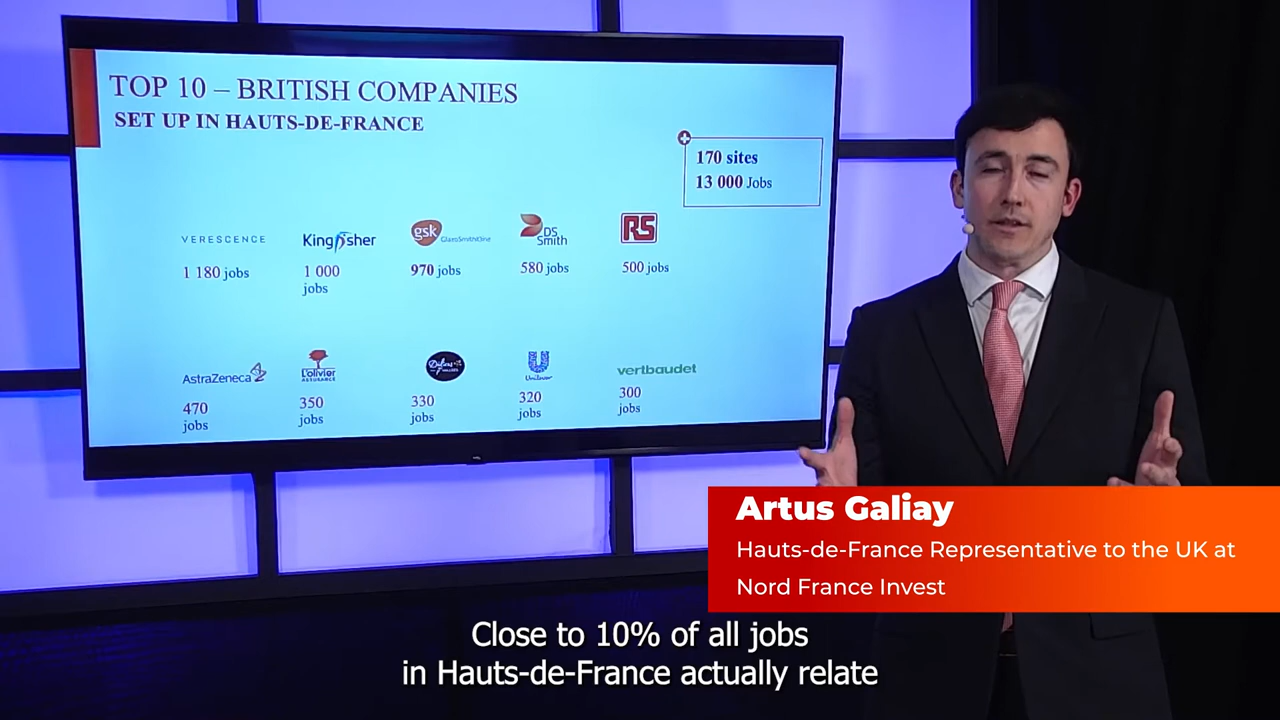 TOP 10 – BRITISH COMPANIES
SET UP IN HAUTS-DE-FRANCE
170 sites
13 000 Jobs
VERESCENCE
Kingfisher
gsk
GlaxoSmithKline
DS
Smith
RS
1 180 jobs
1 000
jobs
970 jobs
580 jobs
500 jobs
AstraZeneca
L'olivier
ASSURANCE
Unilever
vertbaudet
470
jobs
350
jobs
330
jobs
320
jobs
300
jobs
Artus Galiay
Hauts-de-France Representative to the UK at
Nord France Invest
Close to 10% of all jobs
in Hauts-de-France actually relate